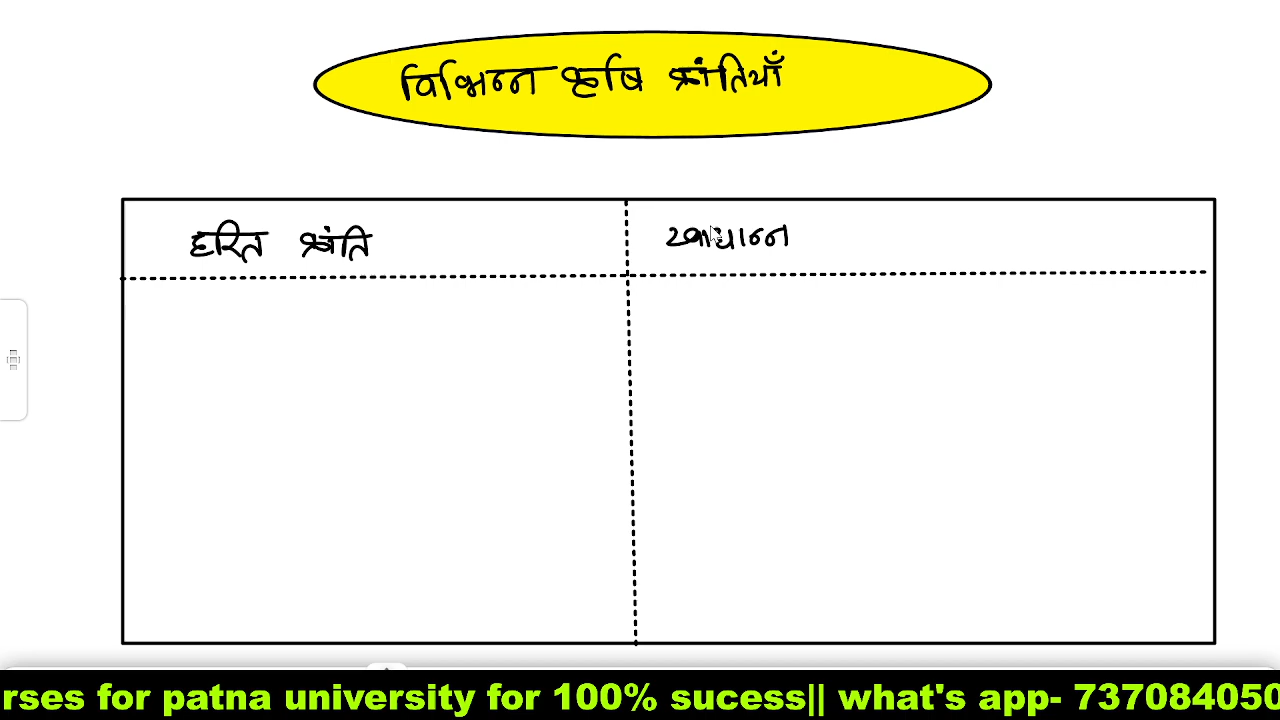 विभिन्न कृषि क्रांतियाँ
हरित क्रांति खाद्यान्न
rses for patna university for 100% sucess|| what's app- 737084050